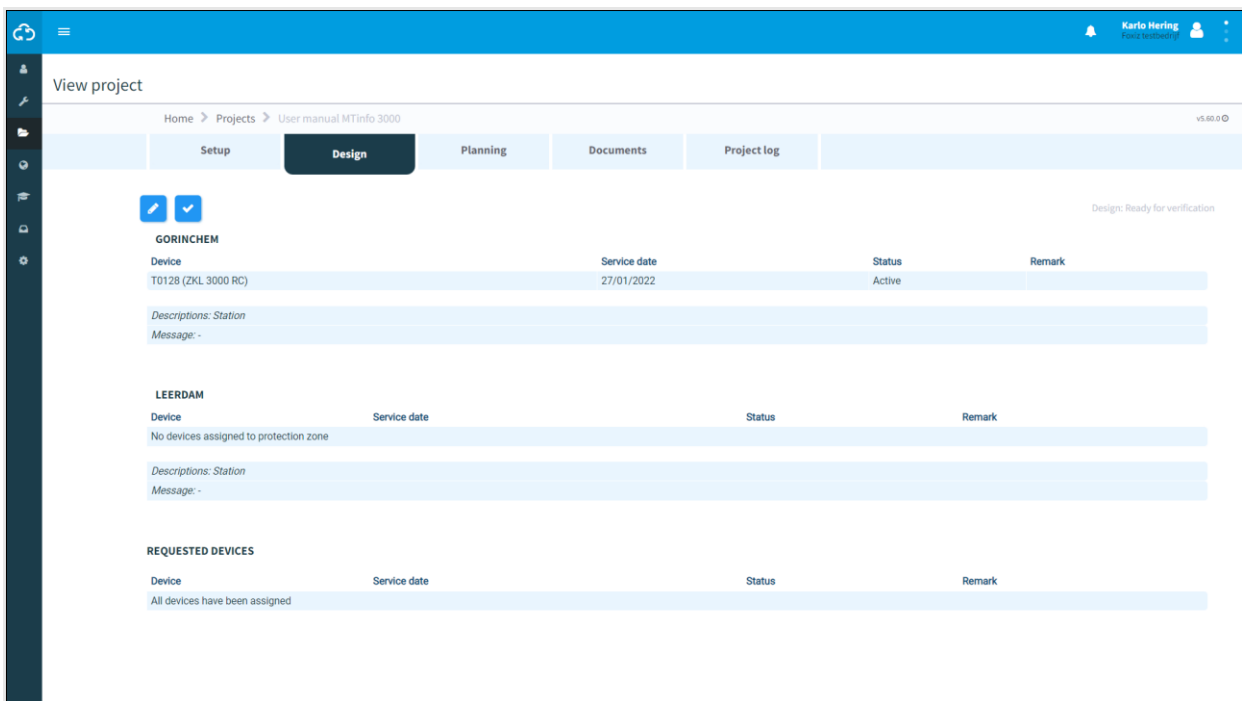 Karlo Hering
Foxiz testbedrijf
View project
Home Projects User manual MTinfo 3000
v5.60.0
Setup Design Planning Documents Project log
Design: Ready for verification
GORINCHEM
Device Service date Status Remark
T0128 (ZKL 3000 RC) 27/01/2022 Active
Descriptions: Station
Message: -
LEERDAM
Device Service date Status Remark
No devices assigned to protection zone
Descriptions: Station
Message: -
REQUESTED DEVICES
Device Service date Status Remark
All devices have been assigned